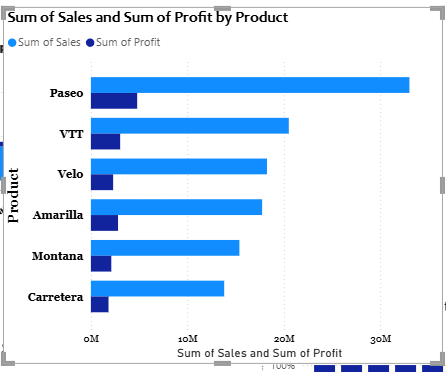 Sum of Sales and Sum of Profit by Product
Sum of Sales Sum of Profit
Paseo
VTT
Velo
Amarilla
Montana
Carretera
Product
0M 10M 20M 30M
Sum of Sales and Sum of Profit
100%